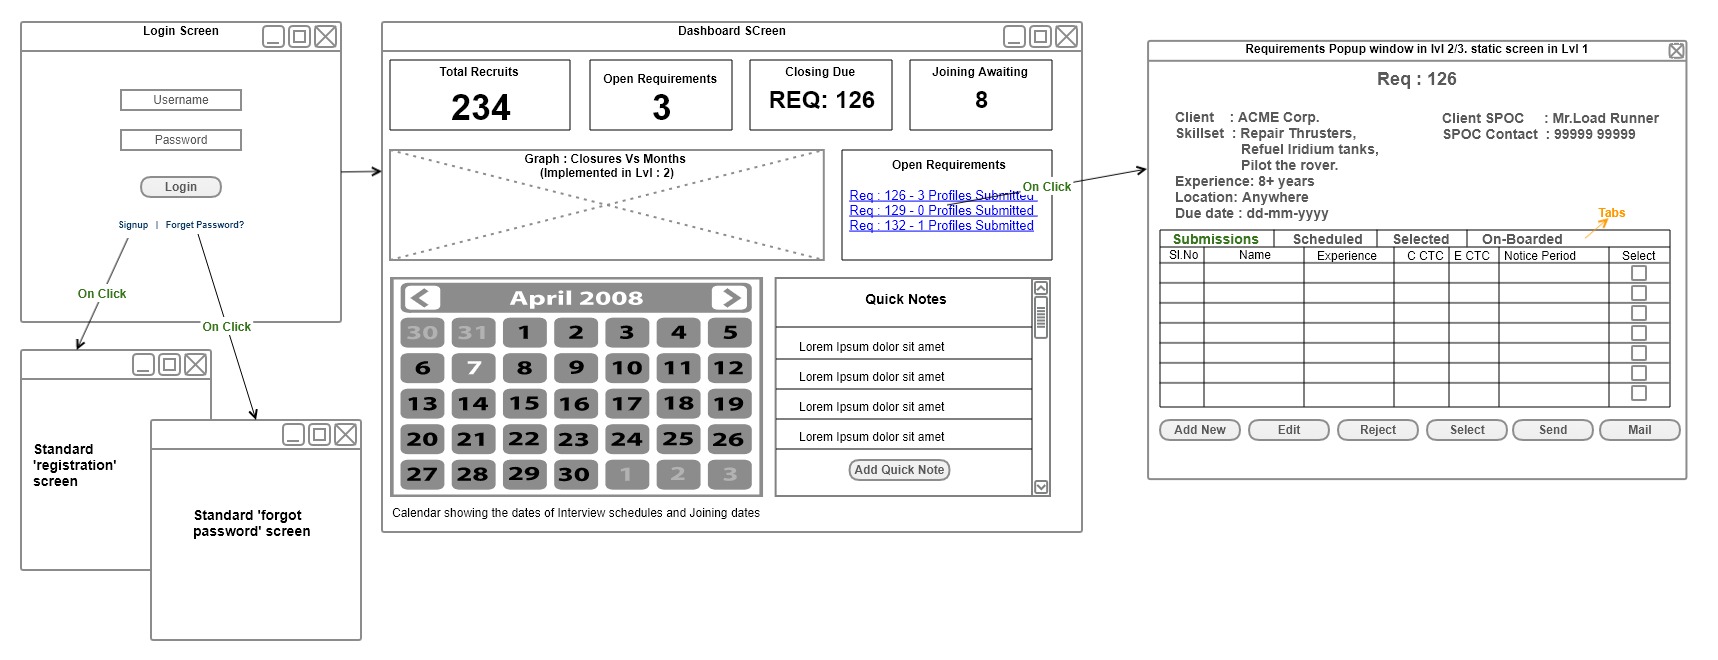 Login Screen
Username
Password
Login
Signup | Forget Password?
On Click
On Click
Standard
'registration'
screen
Standard 'forgot
password' screen
Dashboard SCreen
Total Recruits
234
Open Requirements
3
Closing Due
REQ: 126
Joining Awaiting
8
Graph : Closures Vs Months
(Implemented in Lvl : 2)
Open Requirements
Req : 126 - 3 Profiles Submitted
Req : 129 - 0 Profiles Submitted
Req : 132 - 1 Profiles Submitted
On Click
April 2008
30 31 1 2 3 4 5
6 7 8 9 10 11 12
13 14 15 16 17 18 19
20 21 22 23 24 25 26
27 28 29 30 1 2 3
Calendar showing the dates of Interview schedules and Joining dates
Quick Notes
Lorem Ipsum dolor sit amet
Lorem Ipsum dolor sit amet
Lorem Ipsum dolor sit amet
Lorem Ipsum dolor sit amet
Add Quick Note
Requirements Popup window in lvl 2/3. static screen in Lvl 1
Req : 126
Client : ACME Corp.
Skillset : Repair Thrusters,
Refuel Iridium tanks,
Pilot the rover.
Experience: 8+ years
Location: Anywhere
Due date : dd-mm-yyyy
Client SPOC : Mr.Load Runner
SPOC Contact : 99999 99999
Tabs
Submissions Scheduled Selected On-Boarded
Sl.No Name Experience C CTC E CTC Notice Period Select
Add New Edit Reject Select Send Mail